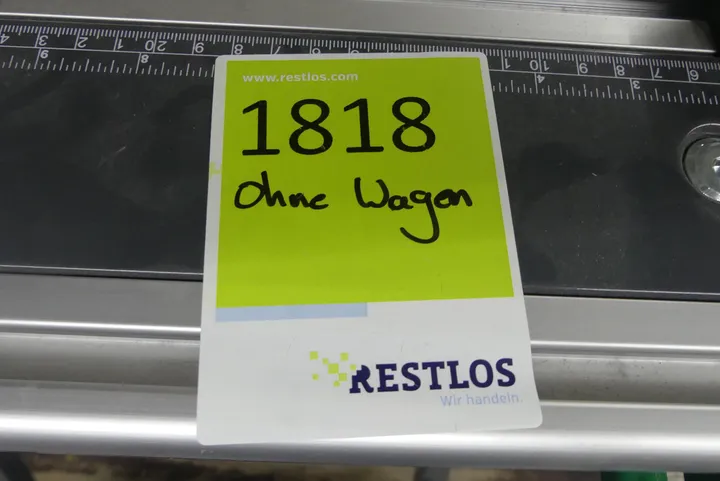 www.restlos.com
1818
ohne Wagen
RESTLOS
Wir handeln.